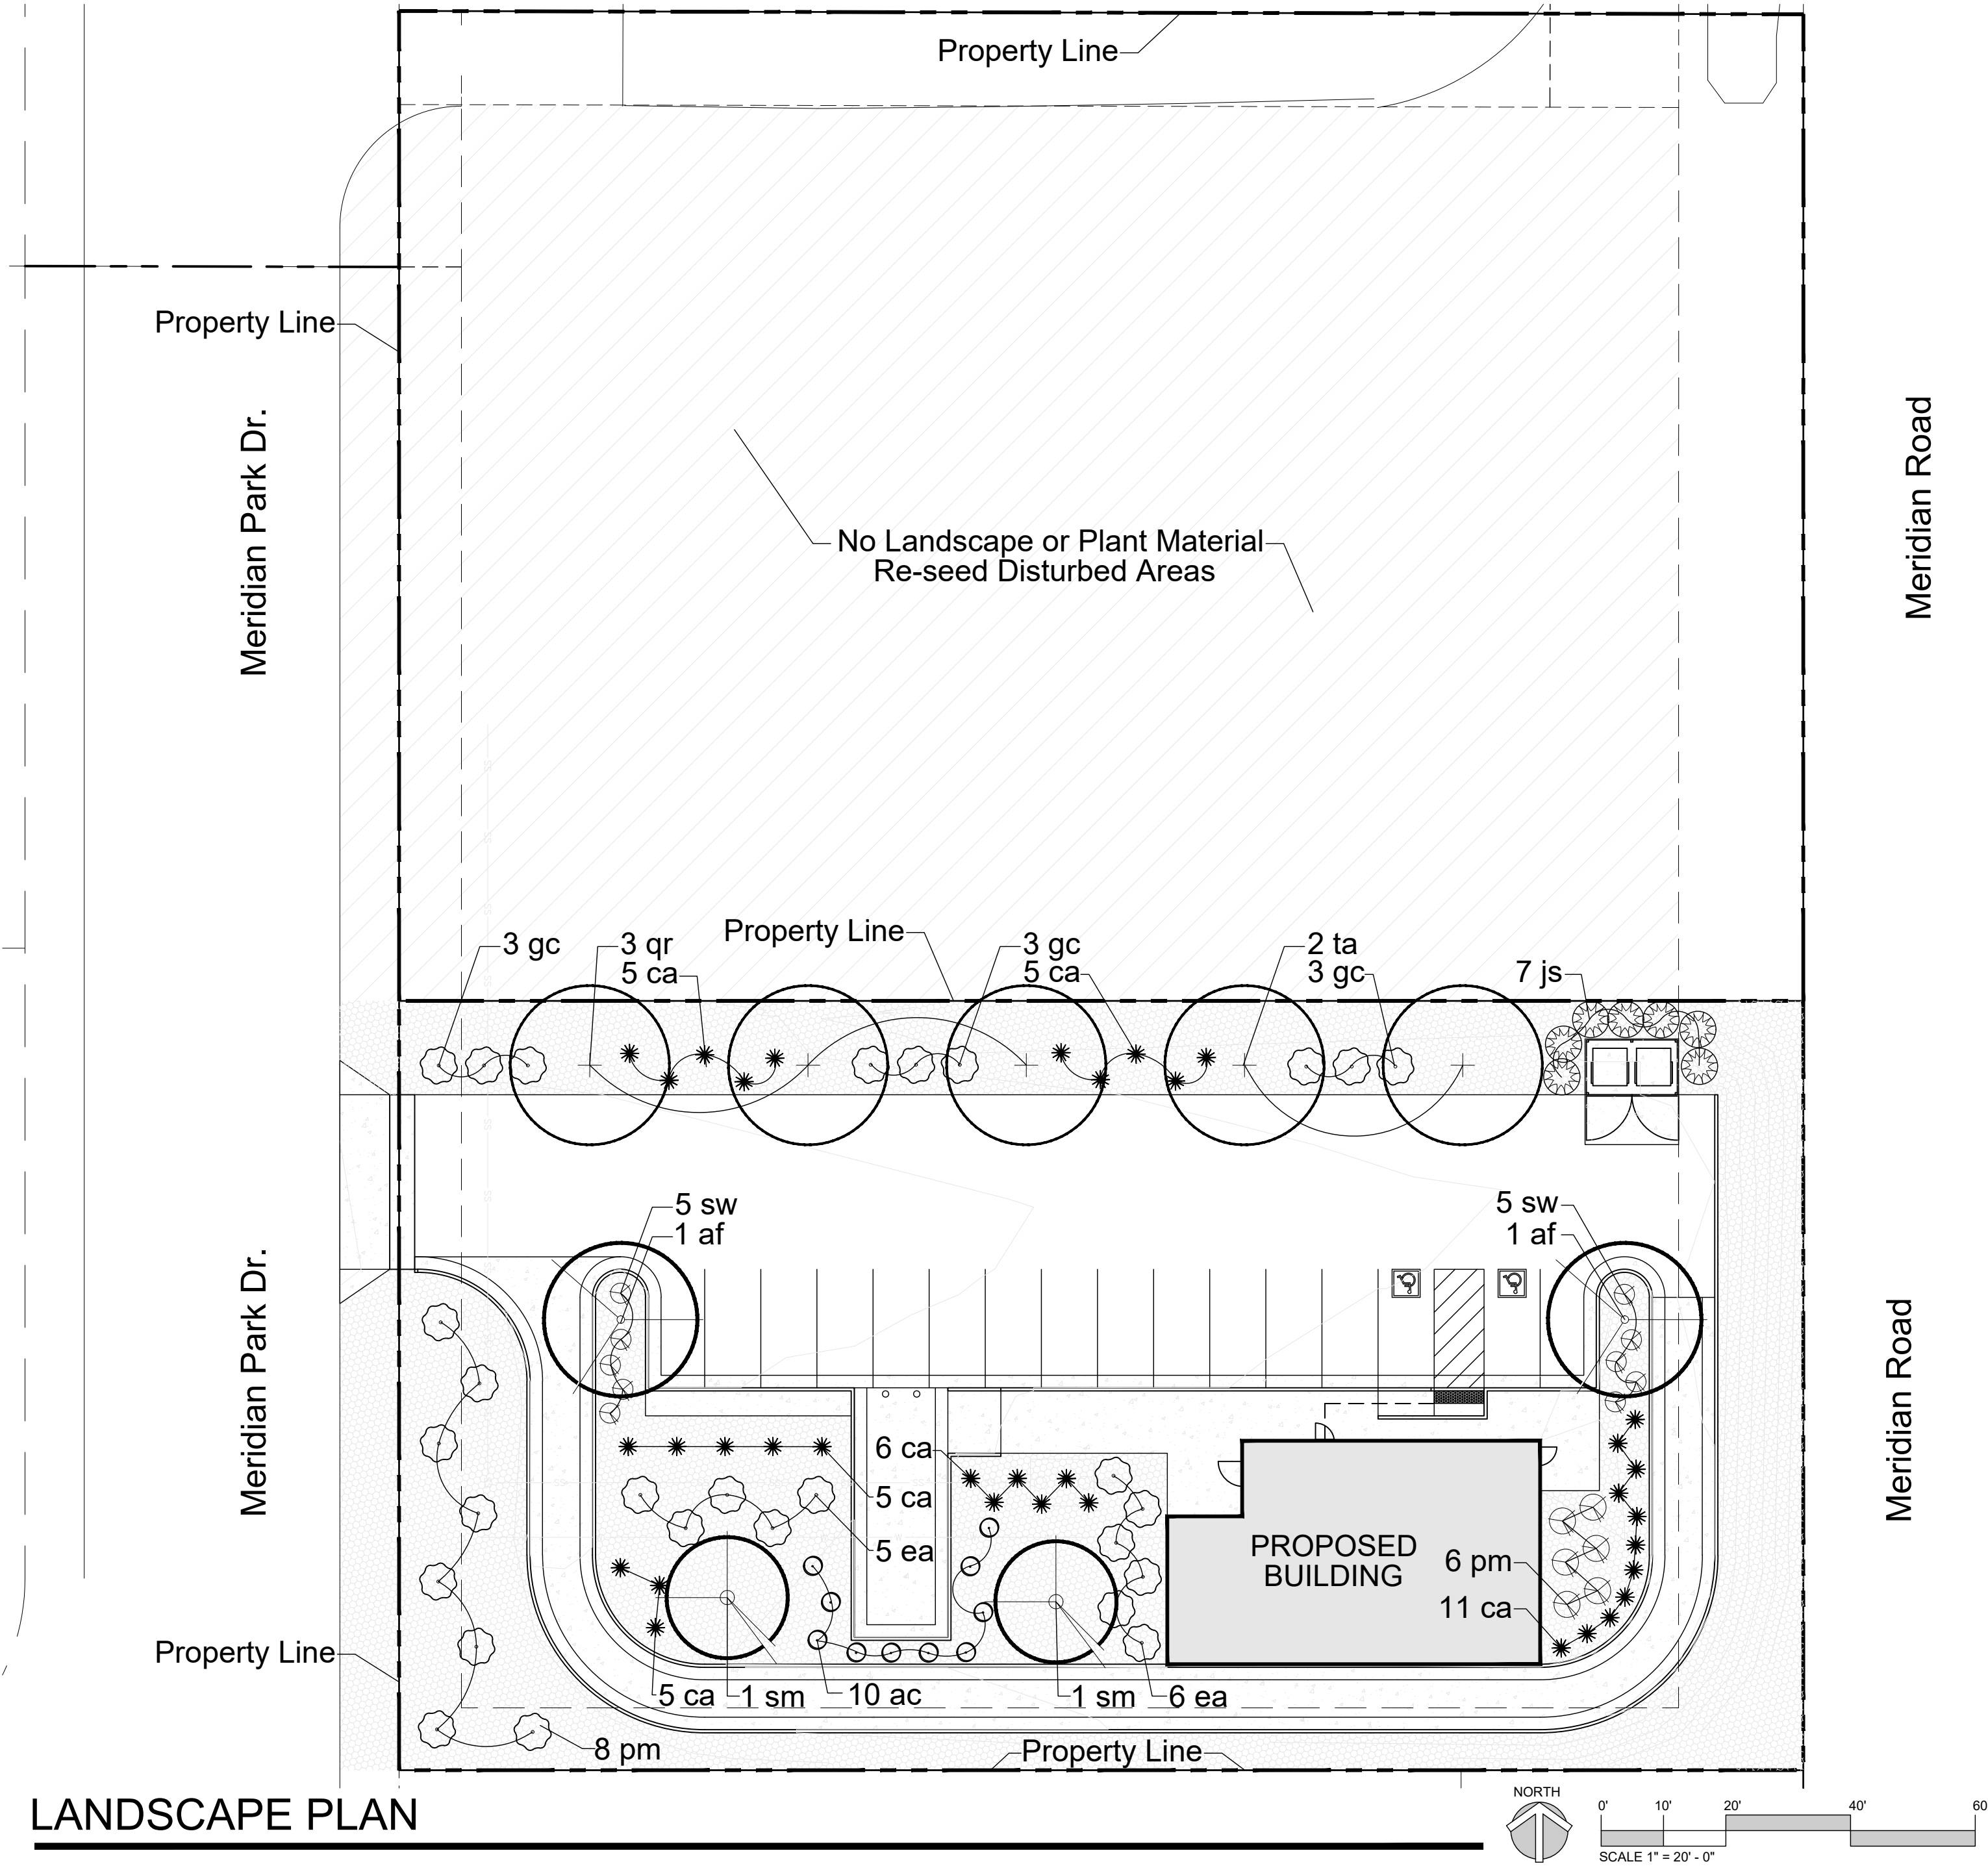 Property Line
Property Line
Meridian Park Dr.
Meridian Road
No Landscape or Plant Material
Re-seed Disturbed Areas
Property Line
3 gc
3 qr
5 ca
3 gc
5 ca
2 ta
3 gc
7 js
5 sw
1 af
5 sw
1 af
Meridian Park Dr.
Meridian Road
6 ca
5 ca
5 ea
PROPOSED
BUILDING
6 pm
11 ca
Property Line
5 ca
1 sm
10 ac
1 sm
6 ea
8 pm
Property Line
LANDSCAPE PLAN
NORTH
0' 10' 20' 40' 60
SCALE 1" = 20' - 0"